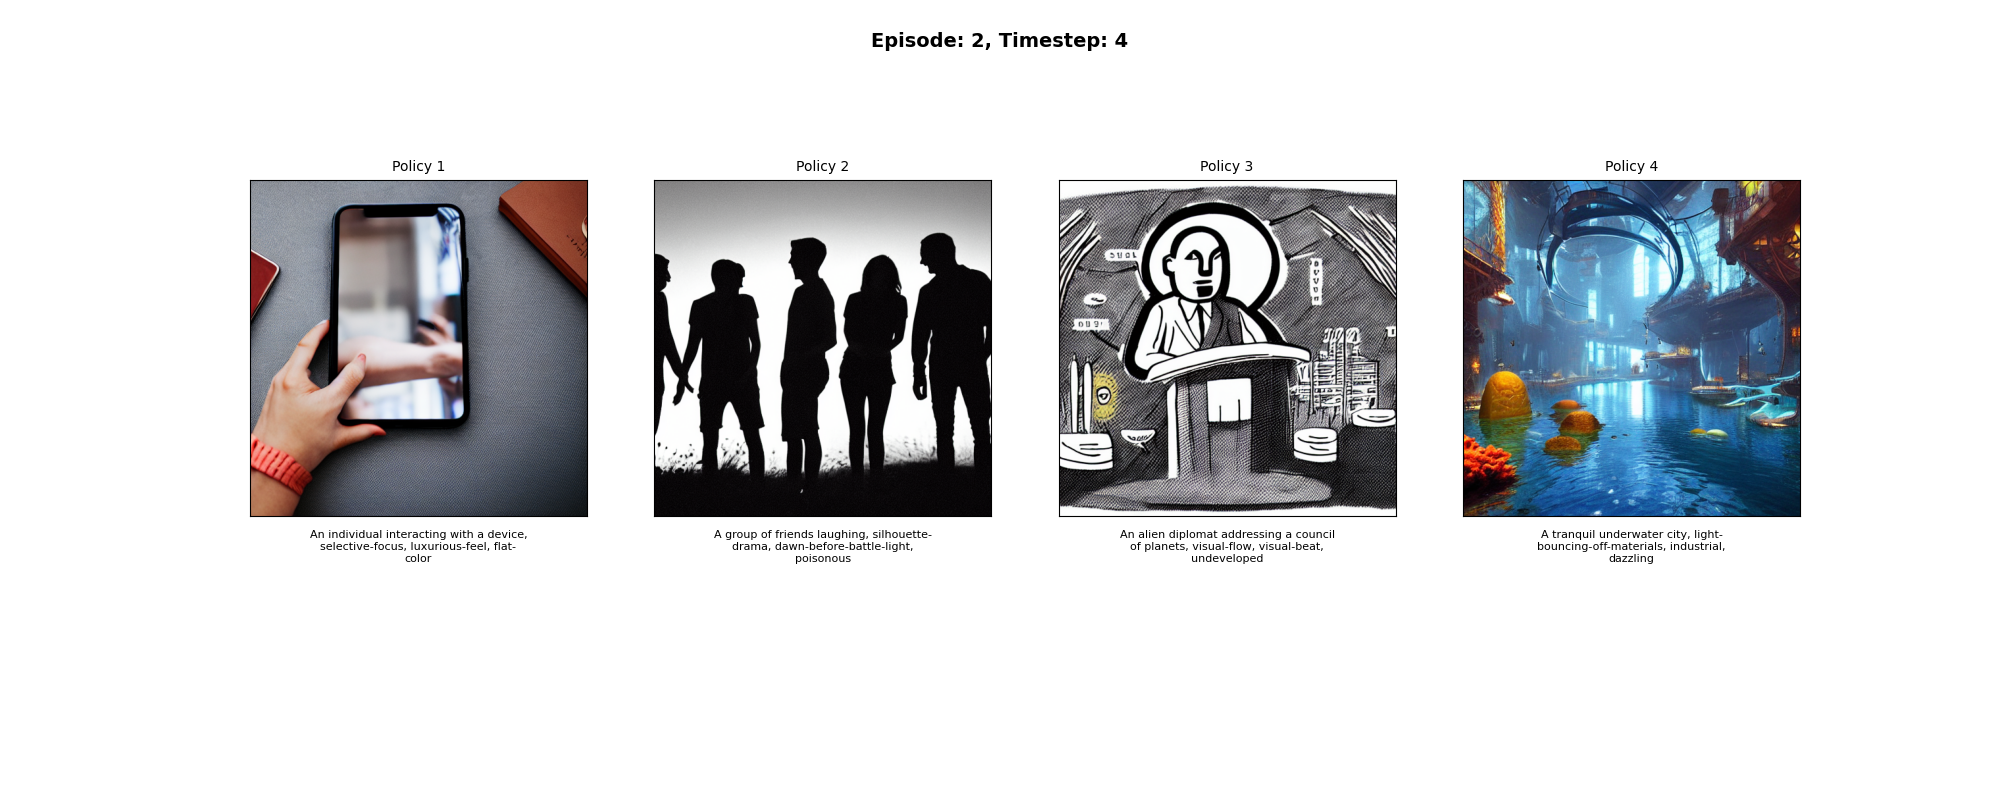 Episode: 2, Timestep: 4
Policy 1
Policy 2
Policy 3
Policy 4
An individual interacting with a device,
selective-focus, luxurious-feel, flat-
color
A group of friends laughing, silhouette-
drama, dawn-before-battle-light,
poisonous
An alien diplomat addressing a council
of planets, visual-flow, visual-beat,
undeveloped
A tranquil underwater city, light-
bouncing-off-materials, industrial,
dazzling